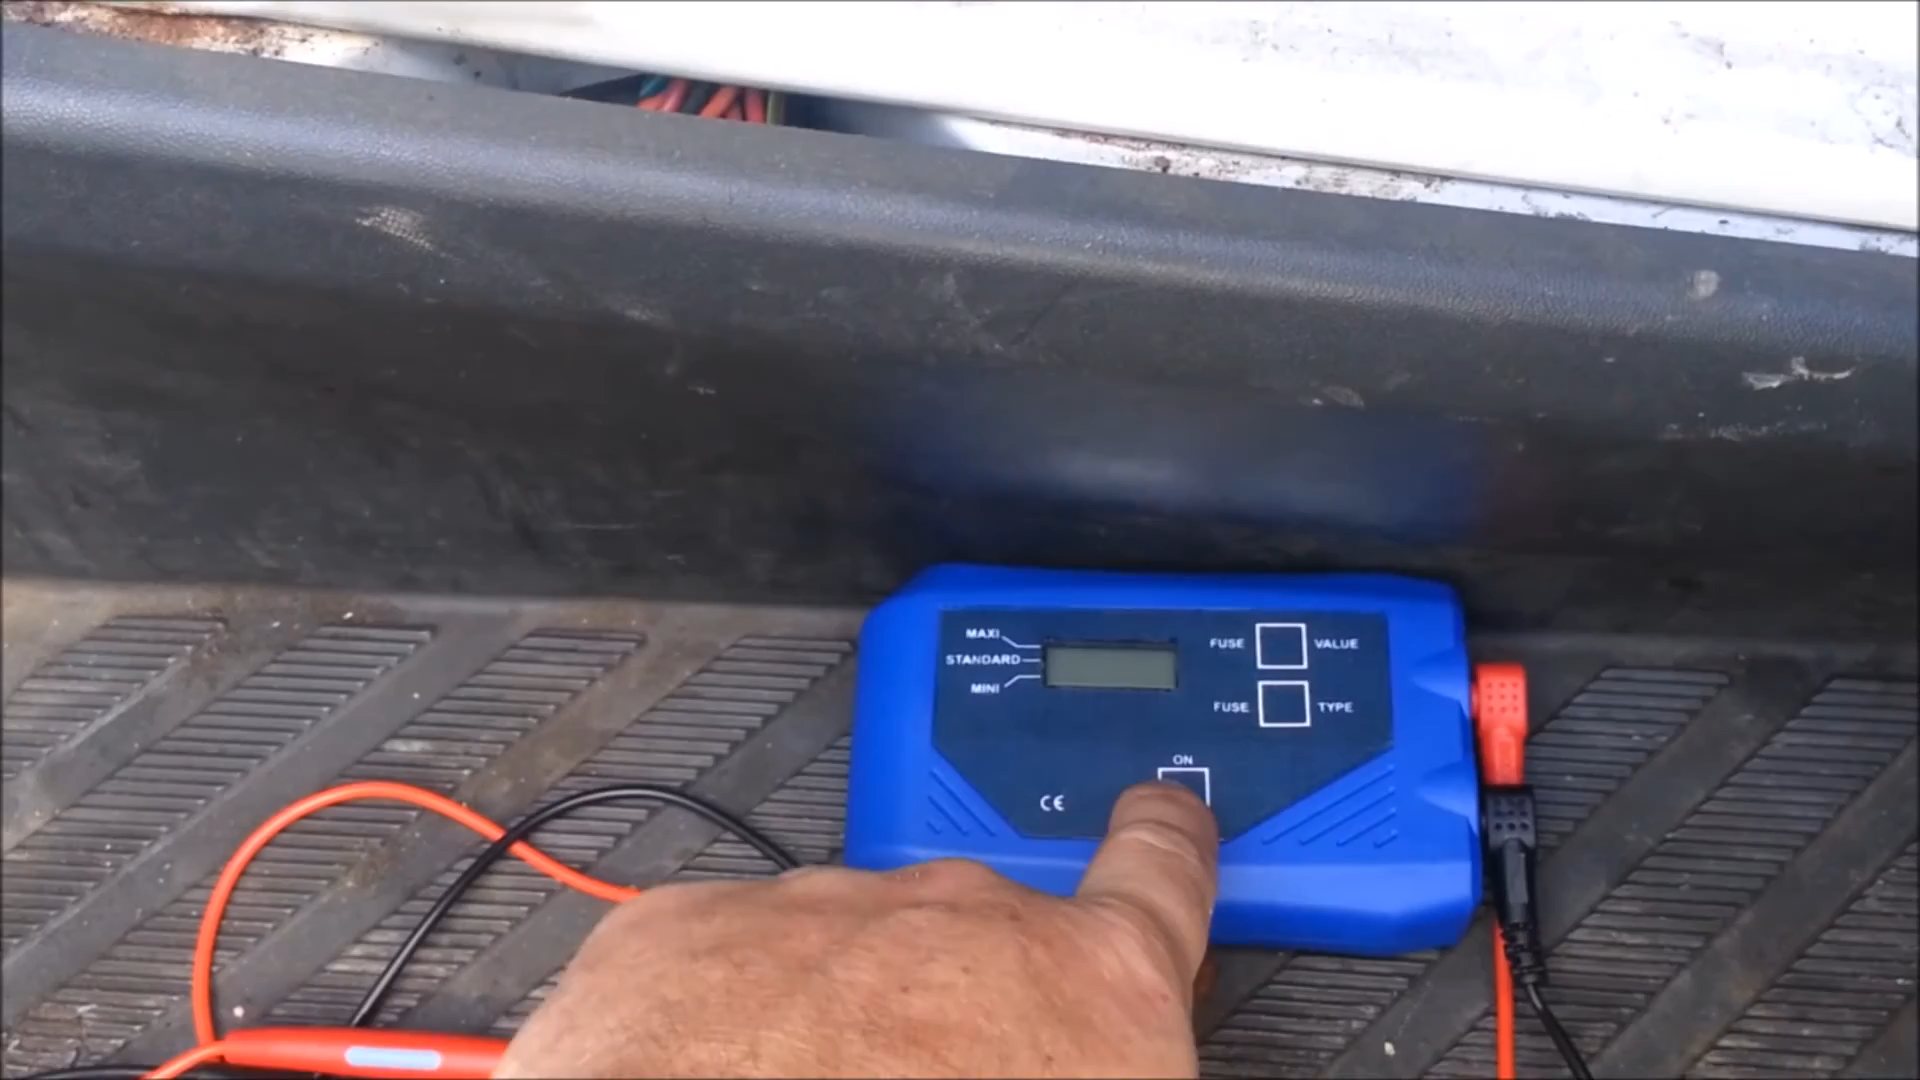 MAXI
STANDARD
MINI
FUSE VALUE
FUSE TYPE
ON
CE